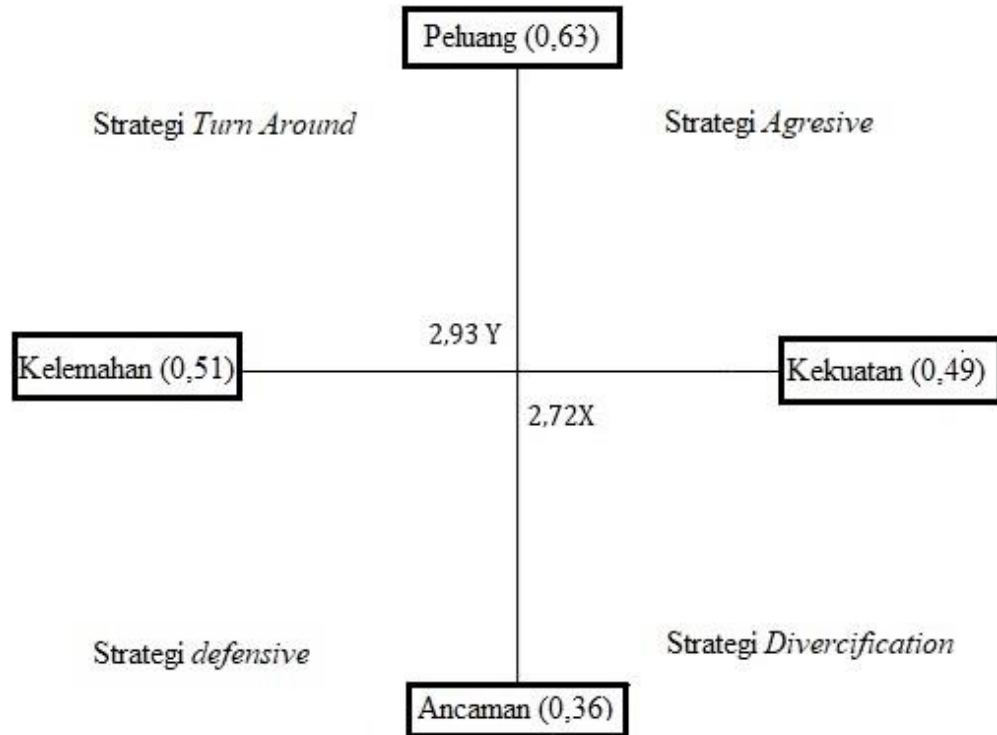 Peluang (0,63)
Strategi Turn Around
Strategi Agresive
2,93 Y
Kelemahan (0,51)
Kekuatan (0,49)
2,72X
Strategi defensive
Strategi Divercification
Ancaman (0,36)